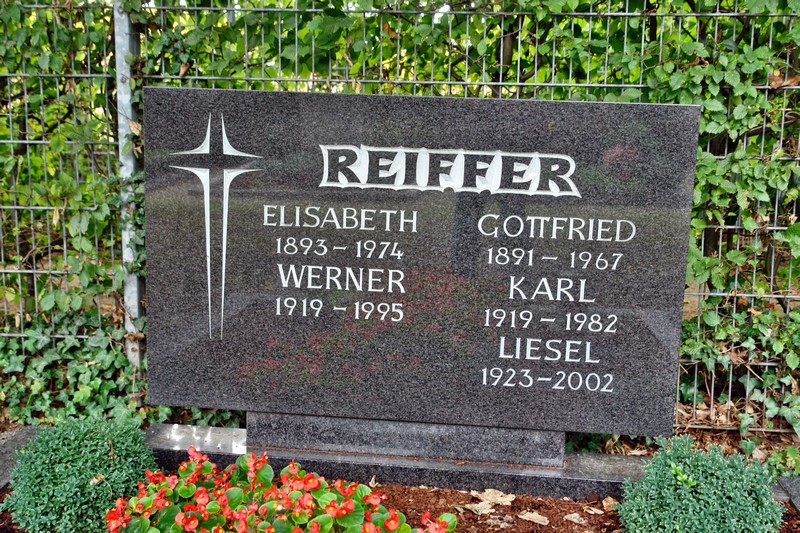 REIFFER
ELISABETH
1893 – 1974
WERNER
1919 – 1995
GOTTFRIED
1891 – 1967
KARL
1919 – 1982
LIESEL
1923 – 2002